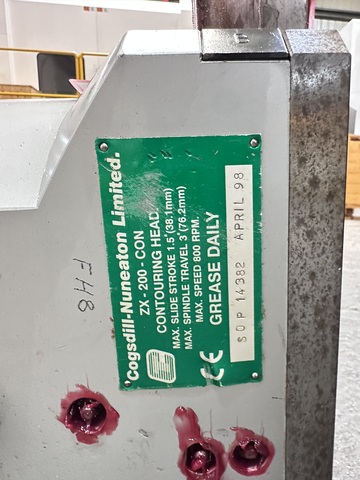 Cogsdill-Nuneaton Limited.
ZX - 200 - CON
CONTOURING HEAD.
MAX. SLIDE STROKE 1.5" (38.1mm)
MAX. SPINDLE TRAVEL 3" (76.2mm)
MAX. SPEED 800 RPM.
GREASE DAILY
CE
SOP 14382 APRIL 98
FH8